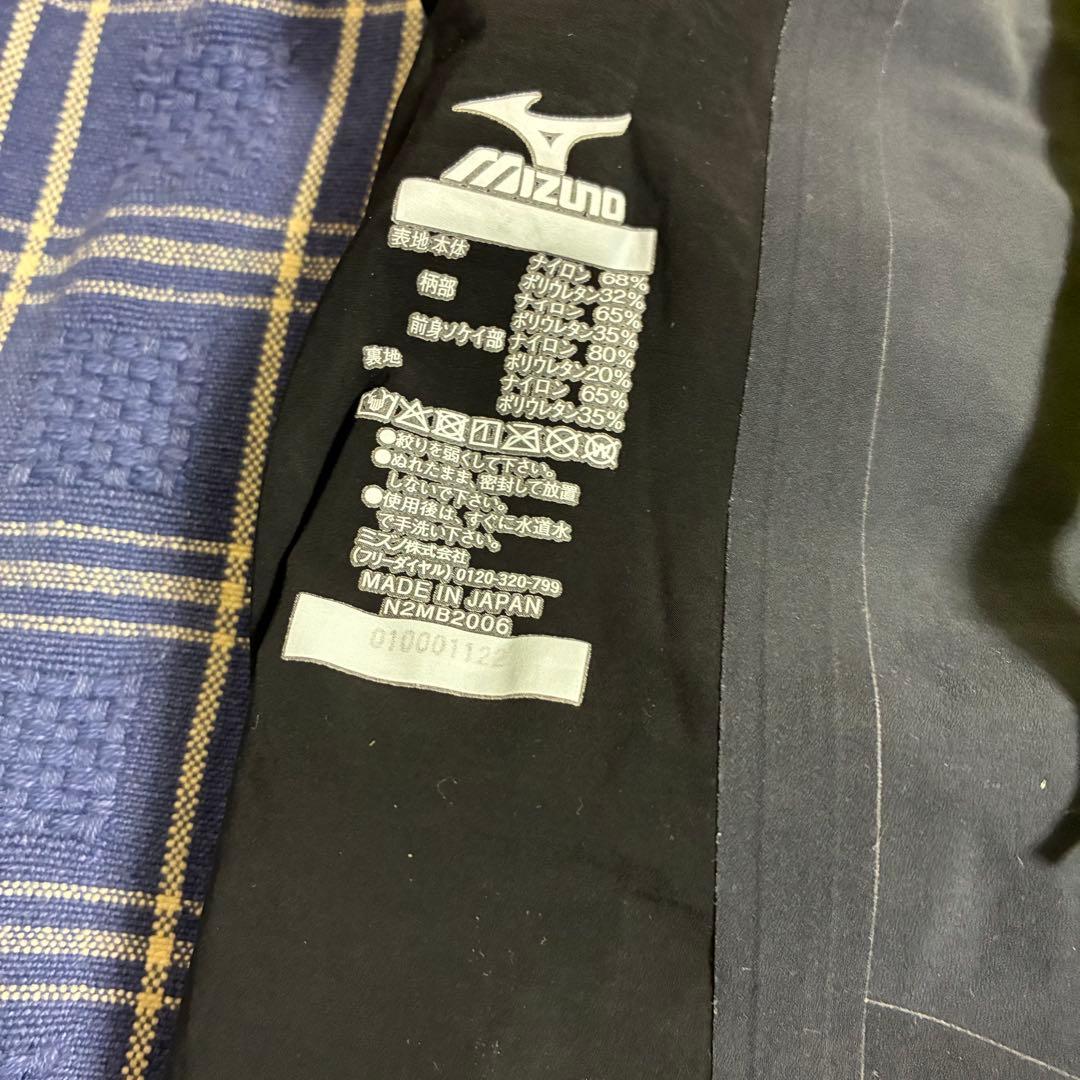 MIZUNO
表地 本体 ナイロン 68%
ポリウレタン32%
柄部 ナイロン 65%
ポリウレタン35%
前身ソケイ部 ナイロン 80%
ポリウレタン20%
裏地 ナイロン 65%
ポリウレタン35%
●絞りを弱くして下さい。
●ぬれたまま、密封して放置
しないで下さい。
●使用後は、すぐに水道水
で手洗い下さい。
ミズノ株式会社
(フリーダイヤル) 0120-320-799
MADE IN JAPAN
N2MB2006
010001122